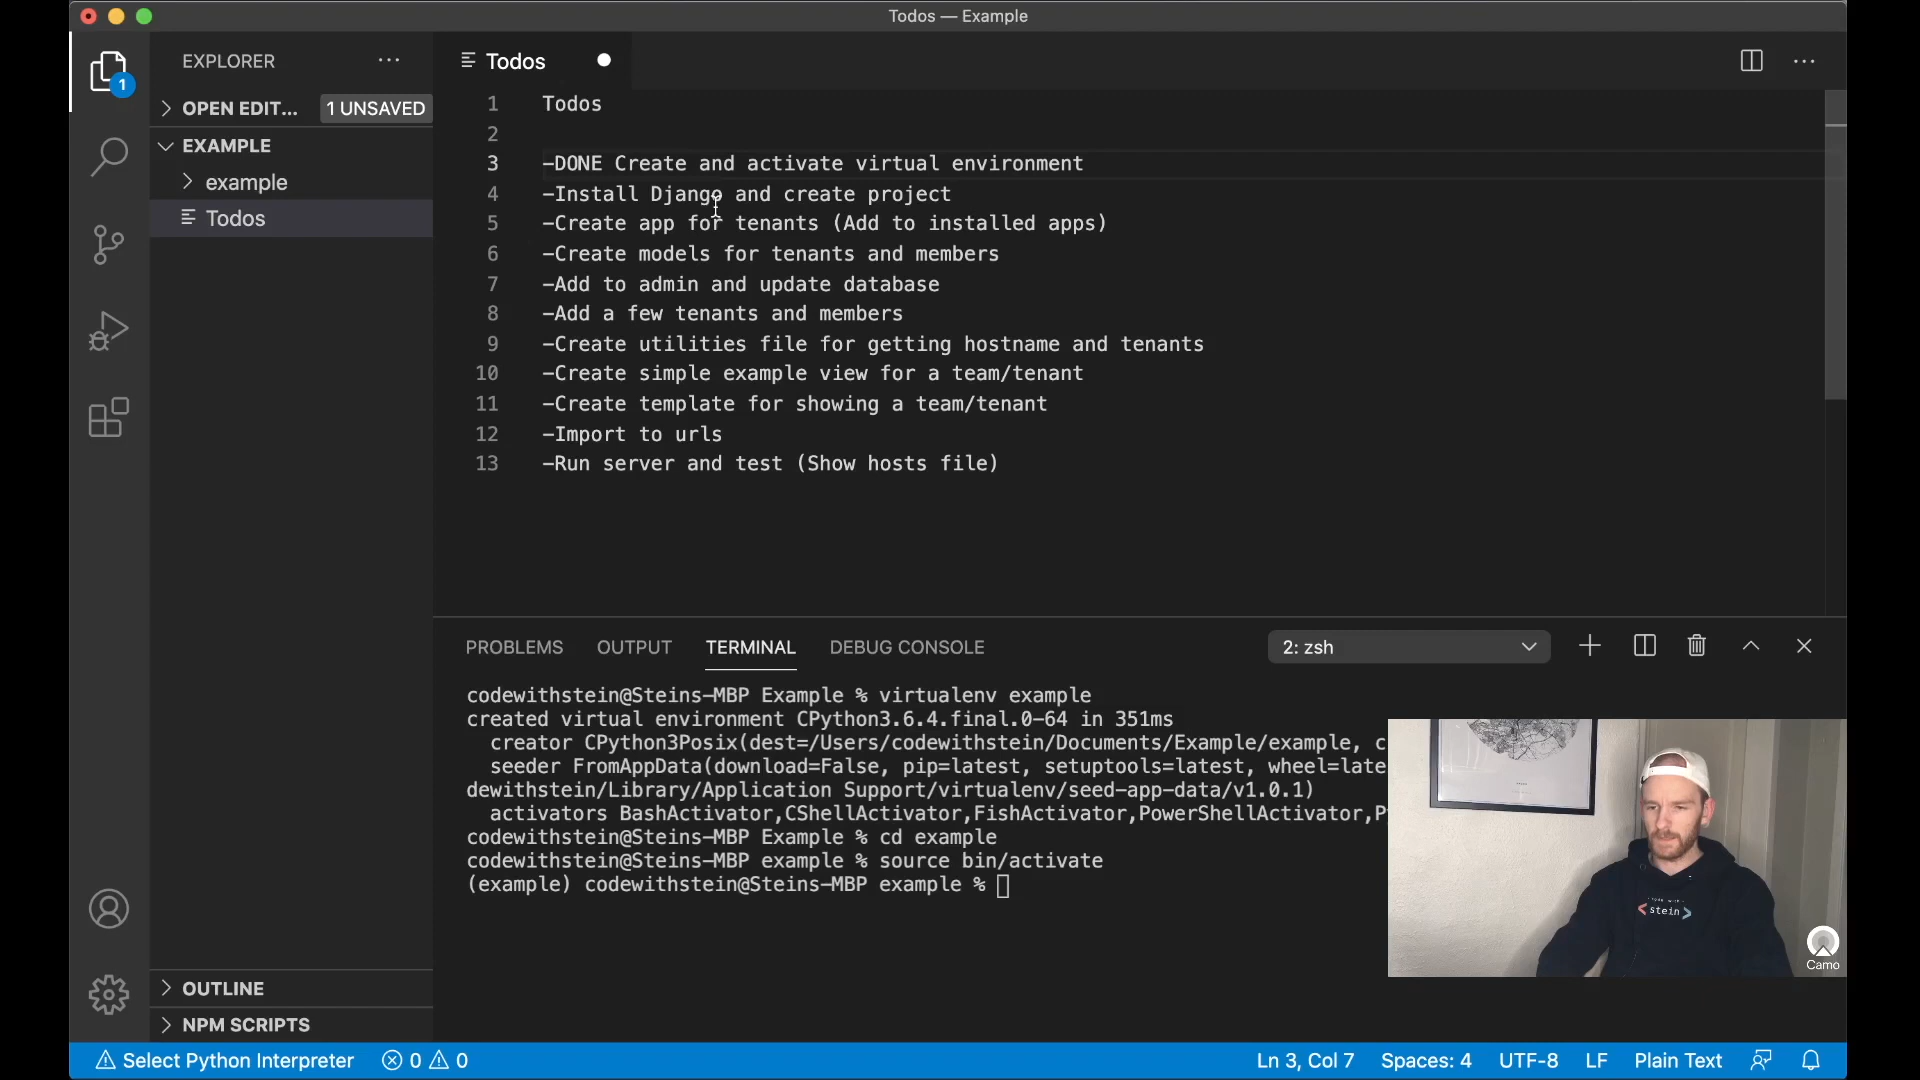 Todos — Example
EXPLORER
Todos
OPEN EDIT...
1 UNSAVED
EXAMPLE
example
Todos
1
1 Todos
2
3 -DONE Create and activate virtual environment
4 -Install Django and create project
5 -Create app for tenants (Add to installed apps)
6 -Create models for tenants and members
7 -Add to admin and update database
8 -Add a few tenants and members
9 -Create utilities file for getting hostname and tenants
10 -Create simple example view for a team/tenant
11 -Create template for showing a team/tenant
12 -Import to urls
13 -Run server and test (Show hosts file)
PROBLEMS OUTPUT TERMINAL DEBUG CONSOLE
2: zsh
codewithstein@Steins-MBP Example % virtualenv example
created virtual environment CPython3.6.4.final.0-64 in 351ms
creator CPython3Posix(dest=/Users/codewithstein/Documents/Example/example, c
seeder FromAppData(download=False, pip=latest, setuptools=latest, wheel=late
dewithstein/Library/Application Support/virtualenv/seed-app-data/v1.0.1)
activators BashActivator,CShellActivator,FishActivator,PowerShellActivator,P
codewithstein@Steins-MBP Example % cd example
codewithstein@Steins-MBP example % source bin/activate
(example) codewithstein@Steins-MBP example %
code with
<stein>
Camo
OUTLINE
NPM SCRIPTS
Select Python Interpreter
0
0
Ln 3, Col 7
Spaces: 4
UTF-8
LF
Plain Text